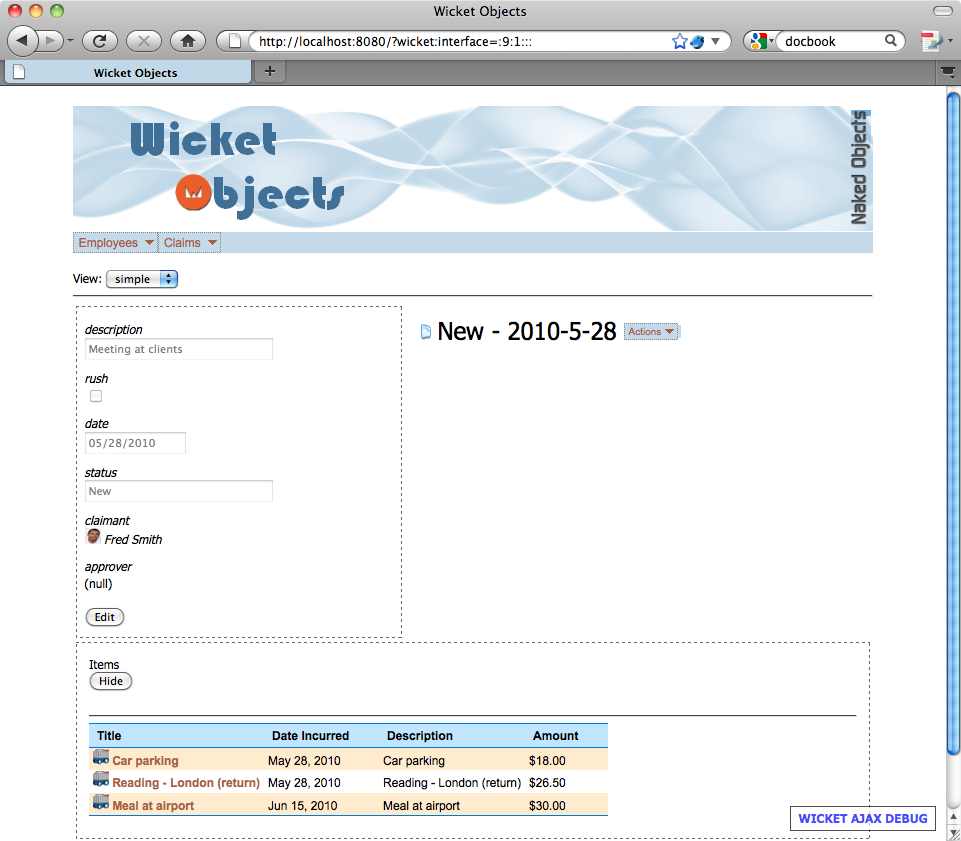 Wicket Objects
http://localhost:8080/?wicket:interface=:9:1:::
docbook
Wicket Objects
+
Wicket
Objects
Naked Objects
Employees Claims
View: simple
description
Meeting at clients
rush
date
05/28/2010
status
New
claimant
Fred Smith
approver
(null)
Edit
New - 2010-5-28 Actions
Items
Hide
Title Date Incurred Description Amount
Car parking May 28, 2010 Car parking $18.00
Reading - London (return) May 28, 2010 Reading - London (return) $26.50
Meal at airport Jun 15, 2010 Meal at airport $30.00
WICKET AJAX DEBUG